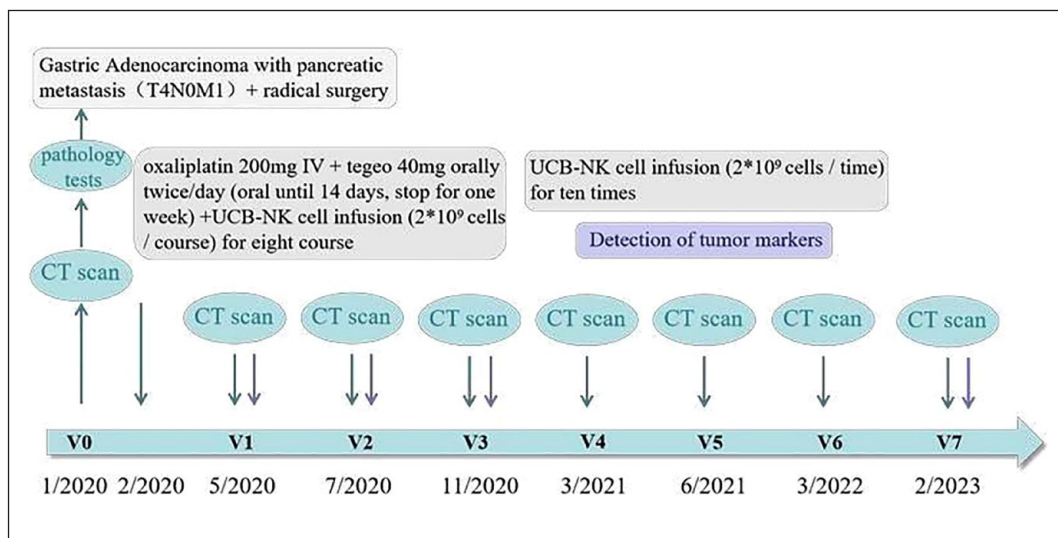 Gastric Adenocarcinoma with pancreatic
metastasis（T4N0M1）+ radical surgery
pathology
tests
oxaliplatin 200mg IV + tegeo 40mg orally
twice/day (oral until 14 days, stop for one
week) +UCB-NK cell infusion (2*10⁹ cells
/ course) for eight course
UCB-NK cell infusion (2*10⁹ cells / time)
for ten times
Detection of tumor markers
CT scan
CT scan
CT scan
CT scan
CT scan
CT scan
CT scan
CT scan
V0
V1
V2
V3
V4
V5
V6
V7
1/2020
2/2020
5/2020
7/2020
11/2020
3/2021
6/2021
3/2022
2/2023